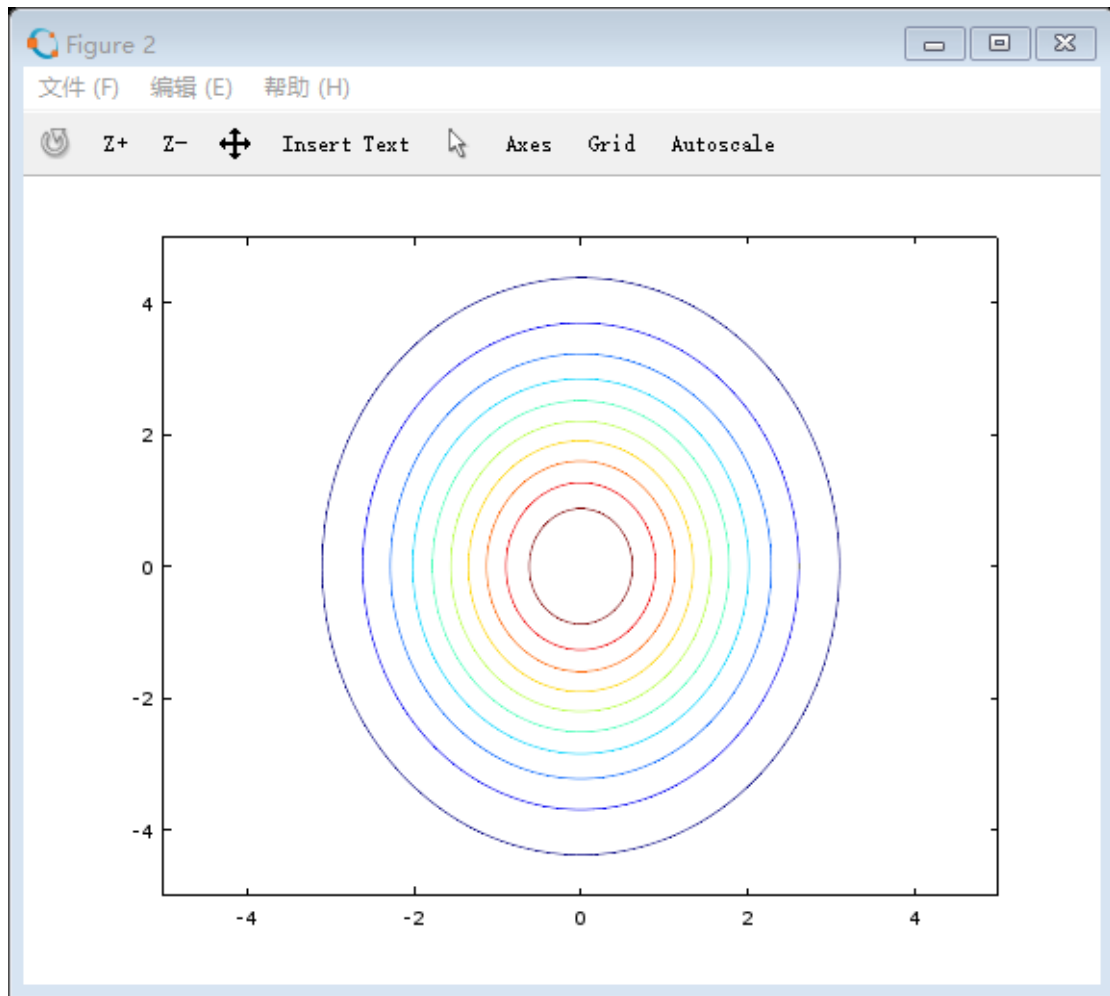 Figure 2
文件 (F) 编辑 (E) 帮助 (H)
Z+ Z- Insert Text Axes Grid Autoscale
4
2
0
-2
-4
-4 -2 0 2 4